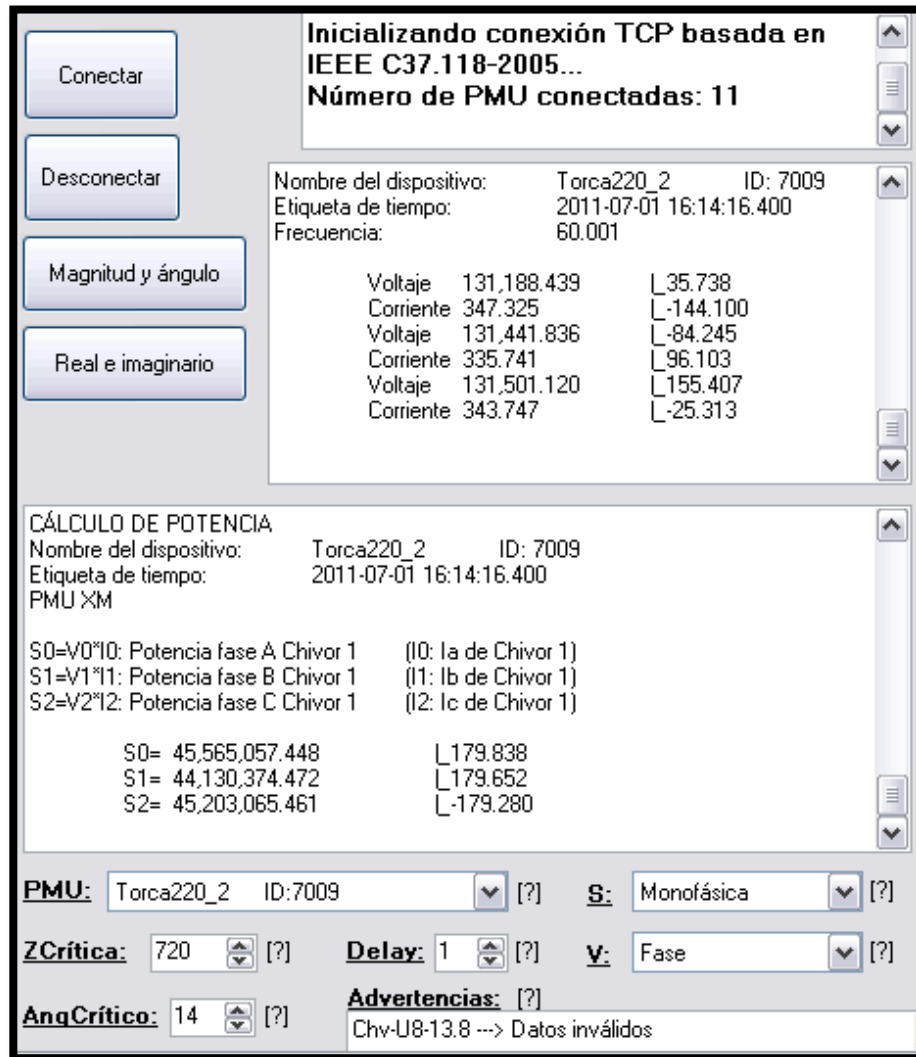 Conectar
Desconectar
Magnitud y ángulo
Real e imaginario
Inicializando conexión TCP basada en
IEEE C37.118-2005...
Número de PMU conectadas: 11
Nombre del dispositivo: Torca220_2 ID: 7009
Etiqueta de tiempo: 2011-07-01 16:14:16.400
Frecuencia: 60.001
Voltaje 131,188.439 |_35.738
Corriente 347.325 |_-144.100
Voltaje 131,441.836 |_-84.245
Corriente 335.741 |_96.103
Voltaje 131,501.120 |_155.407
Corriente 343.747 |_-25.313
CÁLCULO DE POTENCIA
Nombre del dispositivo: Torca220_2 ID: 7009
Etiqueta de tiempo: 2011-07-01 16:14:16.400
PMU XM
S0=V0*I0: Potencia fase A Chivor 1 (I0: Ia de Chivor 1)
S1=V1*I1: Potencia fase B Chivor 1 (I1: Ib de Chivor 1)
S2=V2*I2: Potencia fase C Chivor 1 (I2: Ic de Chivor 1)
S0= 45,565,057.448 |_179.838
S1= 44,130,374.472 |_179.652
S2= 45,203,065.461 |_-179.280
PMU: Torca220_2 ID:7009 [?] S: Monofásica [?]
ZCrítica: 720 [?] Delay: 1 [?] V: Fase [?]
AngCrítico: 14 [?] Advertencias: [?]
Chv-U8-13.8 ---> Datos inválidos